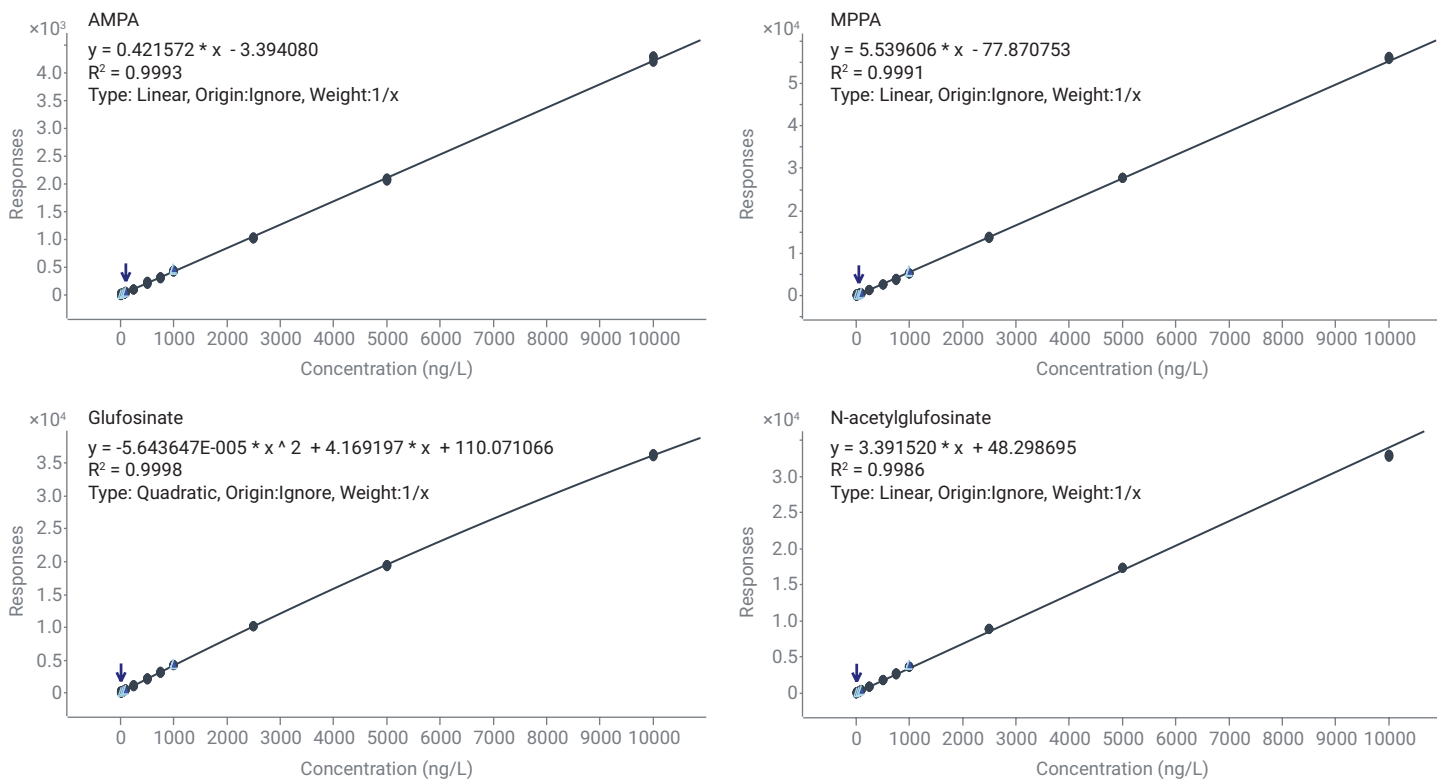 AMPA
×10³
y = 0.421572 * x  - 3.394080
R² = 0.9993
Type: Linear, Origin:Ignore, Weight:1/x
4.0
3.5
3.0
2.5
2.0
1.5
1.0
0.5
0
Responses
0 1000 2000 3000 4000 5000 6000 7000 8000 9000 10000
Concentration (ng/L)
MPPA
×10⁴
y = 5.539606 * x  - 77.870753
R² = 0.9991
Type: Linear, Origin:Ignore, Weight:1/x
5
4
3
2
1
0
Responses
0 1000 2000 3000 4000 5000 6000 7000 8000 9000 10000
Concentration (ng/L)
Glufosinate
×10⁴
y = -5.643647E-005 * x ^ 2  + 4.169197 * x  + 110.071066
R² = 0.9998
Type: Quadratic, Origin:Ignore, Weight:1/x
3.5
3.0
2.5
2.0
1.5
1.0
0.5
0
Responses
0 1000 2000 3000 4000 5000 6000 7000 8000 9000 10000
Concentration (ng/L)
N-acetylglufosinate
×10⁴
y = 3.391520 * x  + 48.298695
R² = 0.9986
Type: Linear, Origin:Ignore, Weight:1/x
3.0
2.5
2.0
1.5
1.0
0.5
0
Responses
0 1000 2000 3000 4000 5000 6000 7000 8000 9000 10000
Concentration (ng/L)